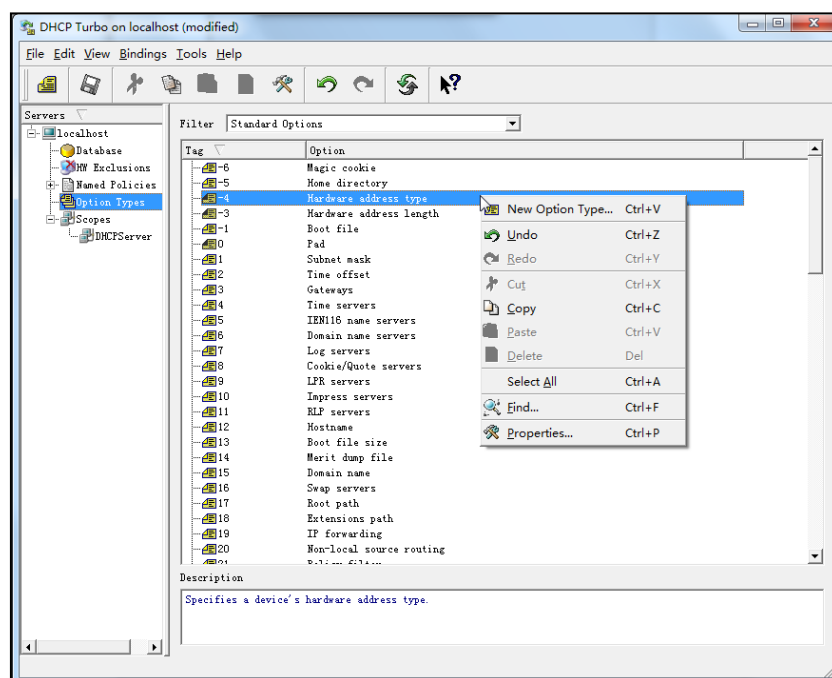 DHCP Turbo on localhost (modified)
File Edit View Bindings Tools Help
Servers
localhost
Database
HW Exclusions
Named Policies
Option Types
Scopes
DHCPServer
Filter Standard Options
Tag Option
-6 Magic cookie
-5 Home directory
-4 Hardware address type
-3 Hardware address length
-1 Boot file
0 Pad
1 Subnet mask
2 Time offset
3 Gateways
4 Time servers
5 IEN116 name servers
6 Domain name servers
7 Log servers
8 Cookie/Quote servers
9 LPR servers
10 Impress servers
11 RLP servers
12 Hostname
13 Boot file size
14 Merit dump file
15 Domain name
16 Swap servers
17 Root path
18 Extensions path
19 IP forwarding
20 Non-local source routing
New Option Type... Ctrl+V
Undo Ctrl+Z
Redo Ctrl+Y
Cut Ctrl+X
Copy Ctrl+C
Paste Ctrl+V
Delete Del
Select All Ctrl+A
Find... Ctrl+F
Properties... Ctrl+P
Description
Specifies a device's hardware address type.